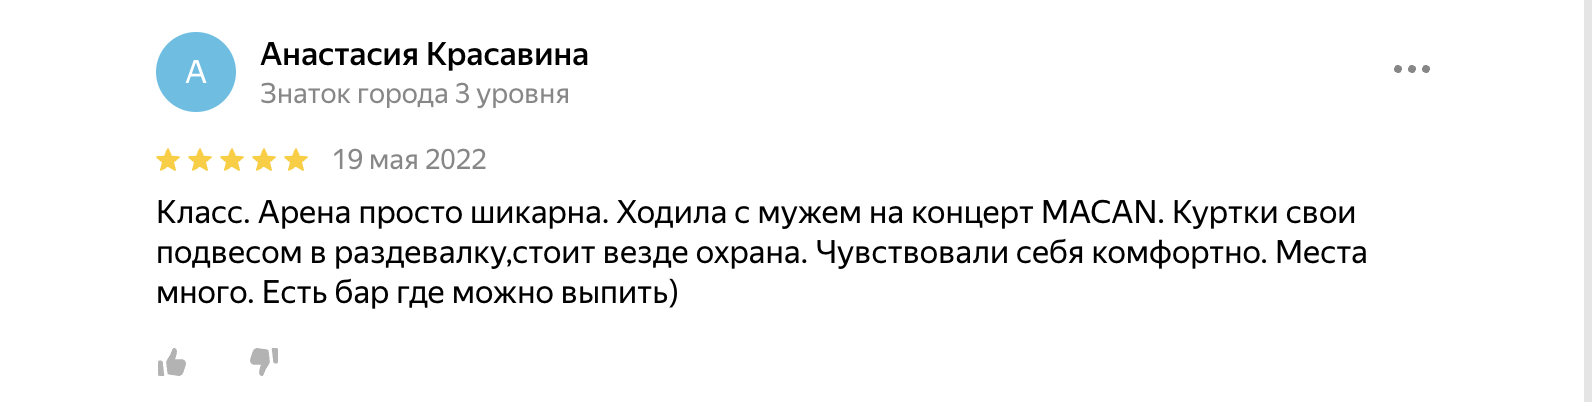 А
Анастасия Красавина
Знаток города 3 уровня
19 мая 2022
Класс. Арена просто шикарна. Ходила с мужем на концерт MACAN. Куртки свои
подвесом в раздевалку,стоит везде охрана. Чувствовали себя комфортно. Места
много. Есть бар где можно выпить)